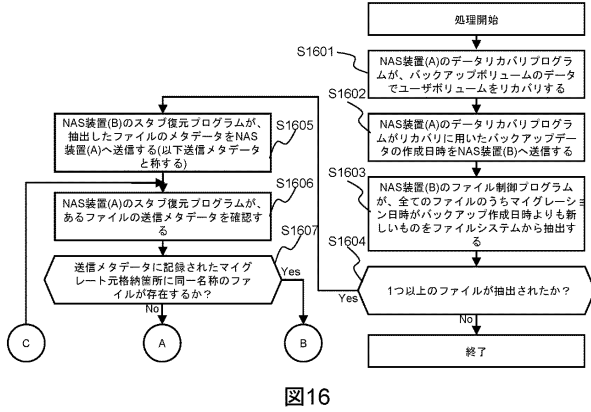 処理開始
S1601
NAS装置(A)のデータリカバリプログラ
ムが、バックアップボリュームのデータ
でユーザボリュームをリカバリする
S1602
NAS装置(A)のデータリカバリプログラ
ムがリカバリに用いたバックアップデー
タの作成日時をNAS装置(B)へ送信する
S1603
NAS装置(B)のファイル制御プログラム
が、全てのファイルのうちマイグレーショ
ン日時がバックアップ作成日時よりも新
しいものをファイルシステムから抽出す
る
S1604
1つ以上のファイルが抽出されたか?
Yes
No
終了
NAS装置(B)のスタブ復元プログラムが、
抽出したファイルのメタデータをNAS
装置(A)へ送信する(以下送信メタデータ
と称する)
S1605
NAS装置(A)のスタブ復元プログラムが、
あるファイルの送信メタデータを確認す
る
S1606
S1607
送信メタデータに記録されたマイグ
レート元格納箇所に同一名称のファ
イルが存在するか?
Yes
No
C
A
B
図16